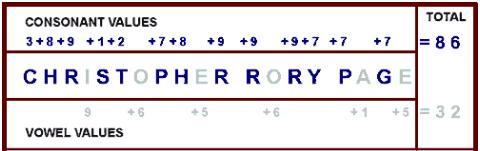 CONSONANT VALUES
TOTAL
3+8+9 +1+2 +7+8 +9 +9 +9+7 +7 +7 =86
CHRISTOPHER RORY PAGE
9 +6 +5 +6 +1 +5 =32
VOWEL VALUES